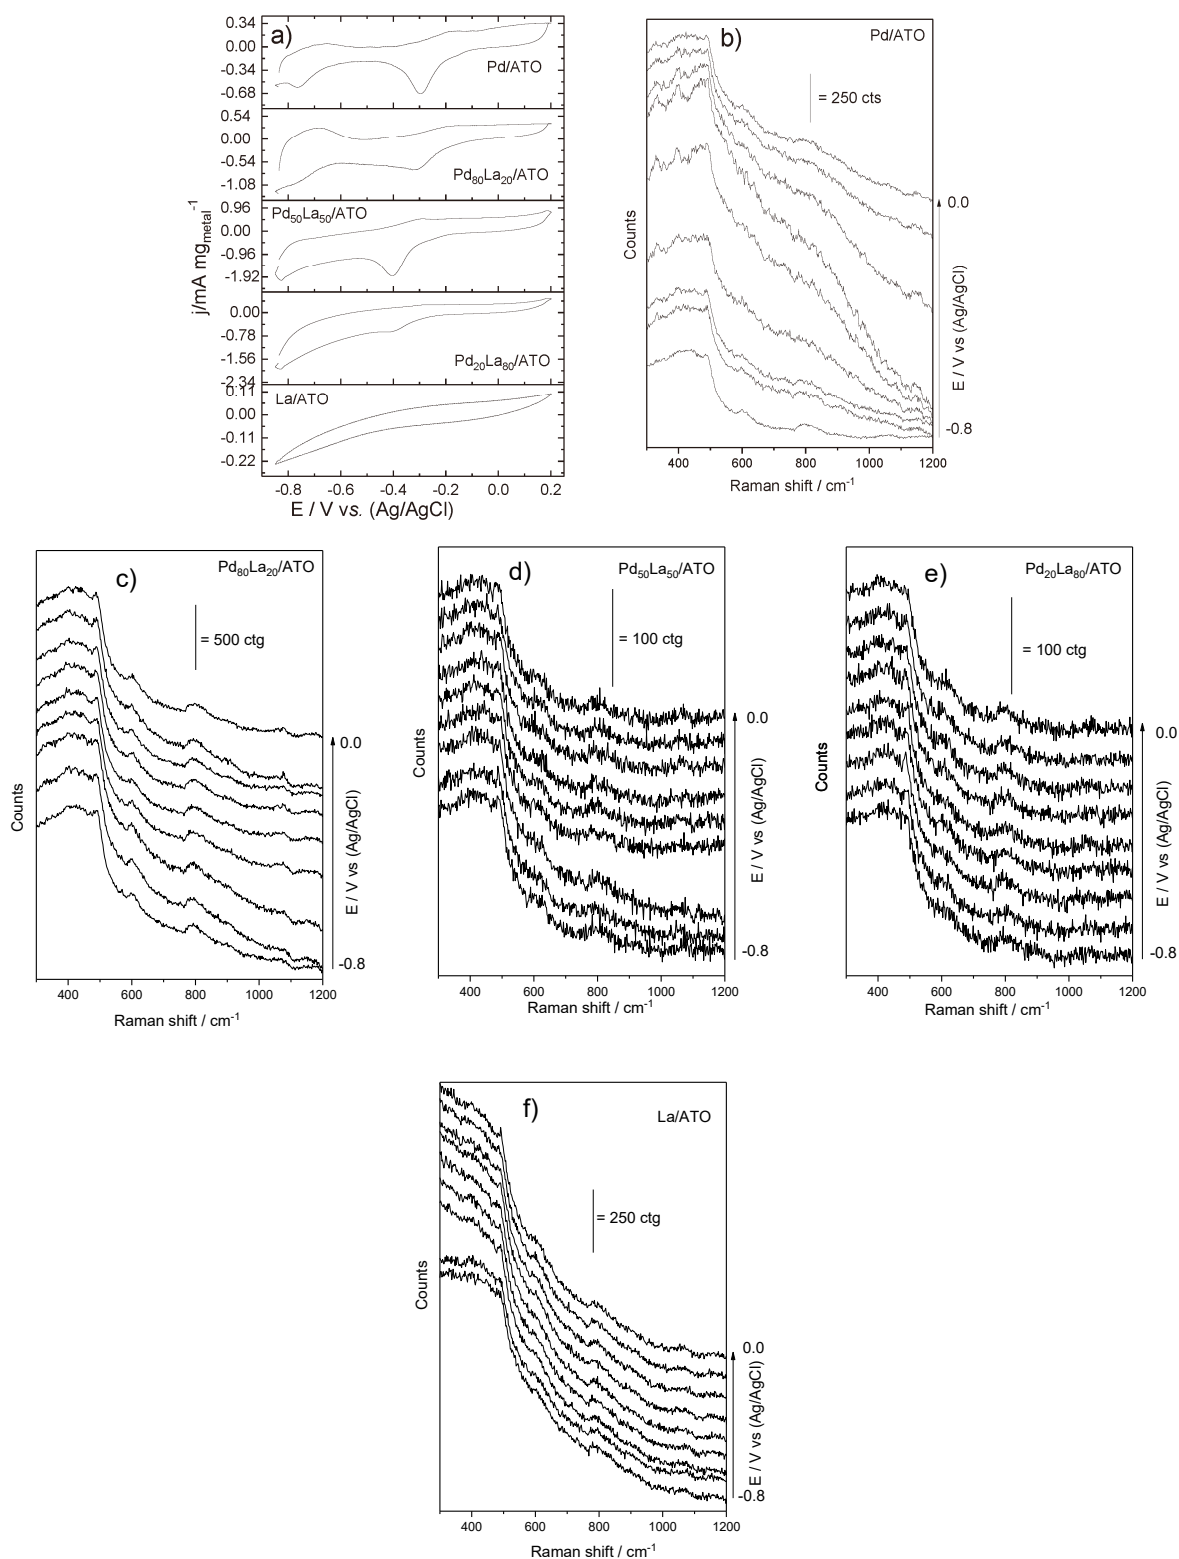 a)
0.34
0.00
-0.34
-0.68
Pd/ATO
0.54
0.00
-0.54
-1.08
Pd80La20/ATO
0.96
0.00
-0.96
-1.92
Pd50La50/ATO
0.00
-0.78
-1.56
-2.34
Pd20La80/ATO
0.11
0.00
-0.11
-0.22
La/ATO
j/mA mgmetal-1
-0.8 -0.6 -0.4 -0.2 0.0 0.2
E / V vs. (Ag/AgCl)
b)
Pd/ATO
= 250 cts
Counts
0.0
E / V vs (Ag/AgCl)
-0.8
400 600 800 1000 1200
Raman shift / cm-1
c)
Pd80La20/ATO
= 500 ctg
Counts
0.0
E / V vs (Ag/AgCl)
-0.8
400 600 800 1000 1200
Raman shift / cm-1
d)
Pd50La50/ATO
= 100 ctg
Counts
0.0
E / V vs (Ag/AgCl)
-0.8
400 600 800 1000 1200
Raman shift / cm-1
e)
Pd20La80/ATO
= 100 ctg
Counts
0.0
E / V vs (Ag/AgCl)
-0.8
400 600 800 1000 1200
Raman shift / cm-1
f)
La/ATO
= 250 ctg
Counts
0.0
E / V vs (Ag/AgCl)
-0.8
400 600 800 1000 1200
Raman shift / cm-1